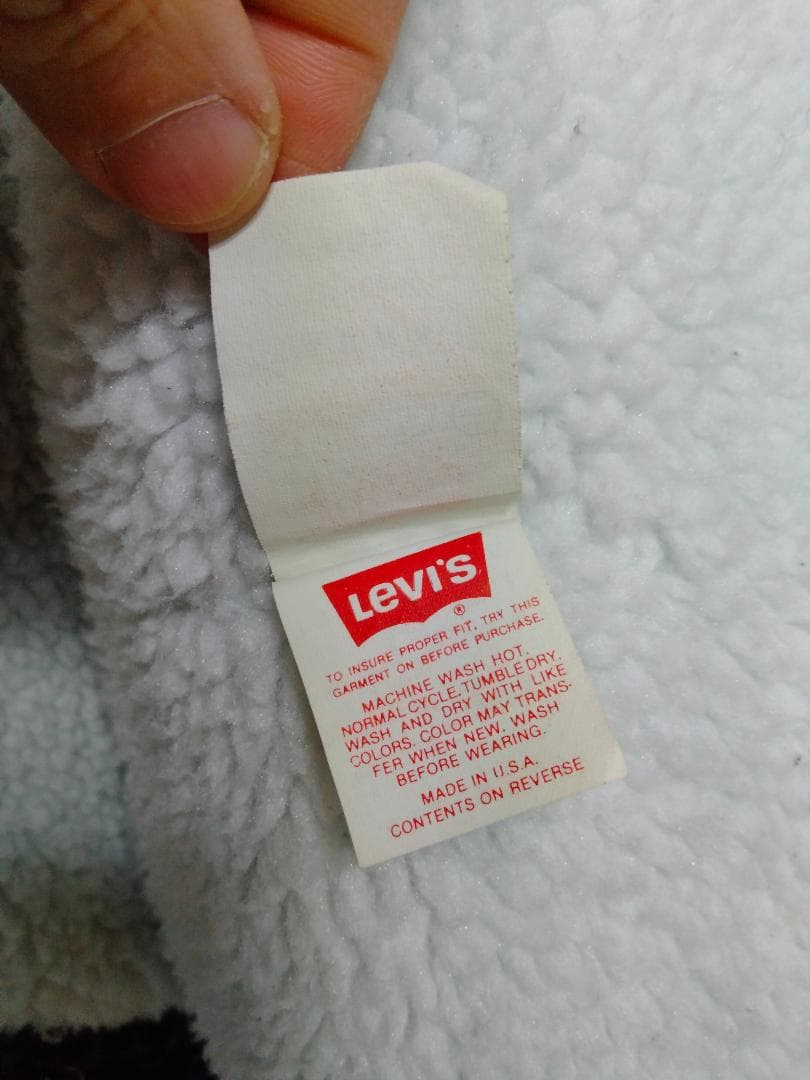 Levi's
®
TO INSURE PROPER FIT, TRY THIS
GARMENT ON BEFORE PURCHASE.
MACHINE WASH HOT.
NORMAL CYCLE. TUMBLE DRY.
WASH AND DRY WITH LIKE
COLORS. COLOR MAY TRANS-
FER WHEN NEW. WASH
BEFORE WEARING.
MADE IN U.S.A.
CONTENTS ON REVERSE